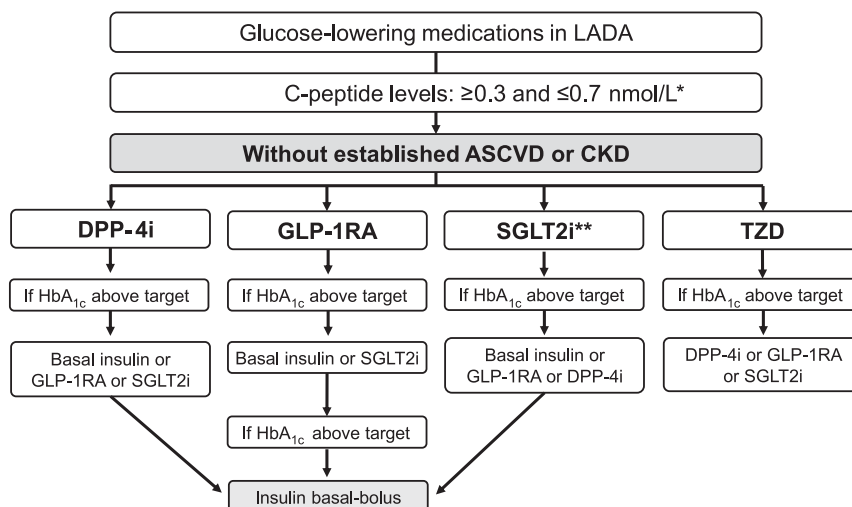 Glucose-lowering medications in LADA
C-peptide levels: ≥0.3 and ≤0.7 nmol/L*
Without established ASCVD or CKD
DPP-4i
GLP-1RA
SGLT2i**
TZD
If HbA1c above target
If HbA1c above target
If HbA1c above target
If HbA1c above target
Basal insulin or
GLP-1RA or SGLT2i
Basal insulin or SGLT2i
Basal insulin or
GLP-1RA or DPP-4i
DPP-4i or GLP-1RA
or SGLT2i
If HbA1c above target
Insulin basal-bolus